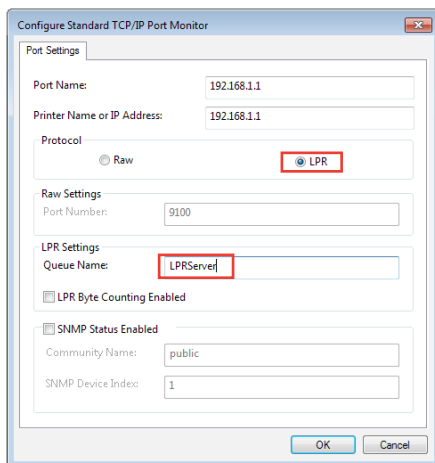 Configure Standard TCP/IP Port Monitor
Port Settings
Port Name: 192.168.1.1
Printer Name or IP Address: 192.168.1.1
Protocol
Raw LPR
Raw Settings
Port Number: 9100
LPR Settings
Queue Name: LPRServer
LPR Byte Counting Enabled
SNMP Status Enabled
Community Name: public
SNMP Device Index: 1
OK Cancel